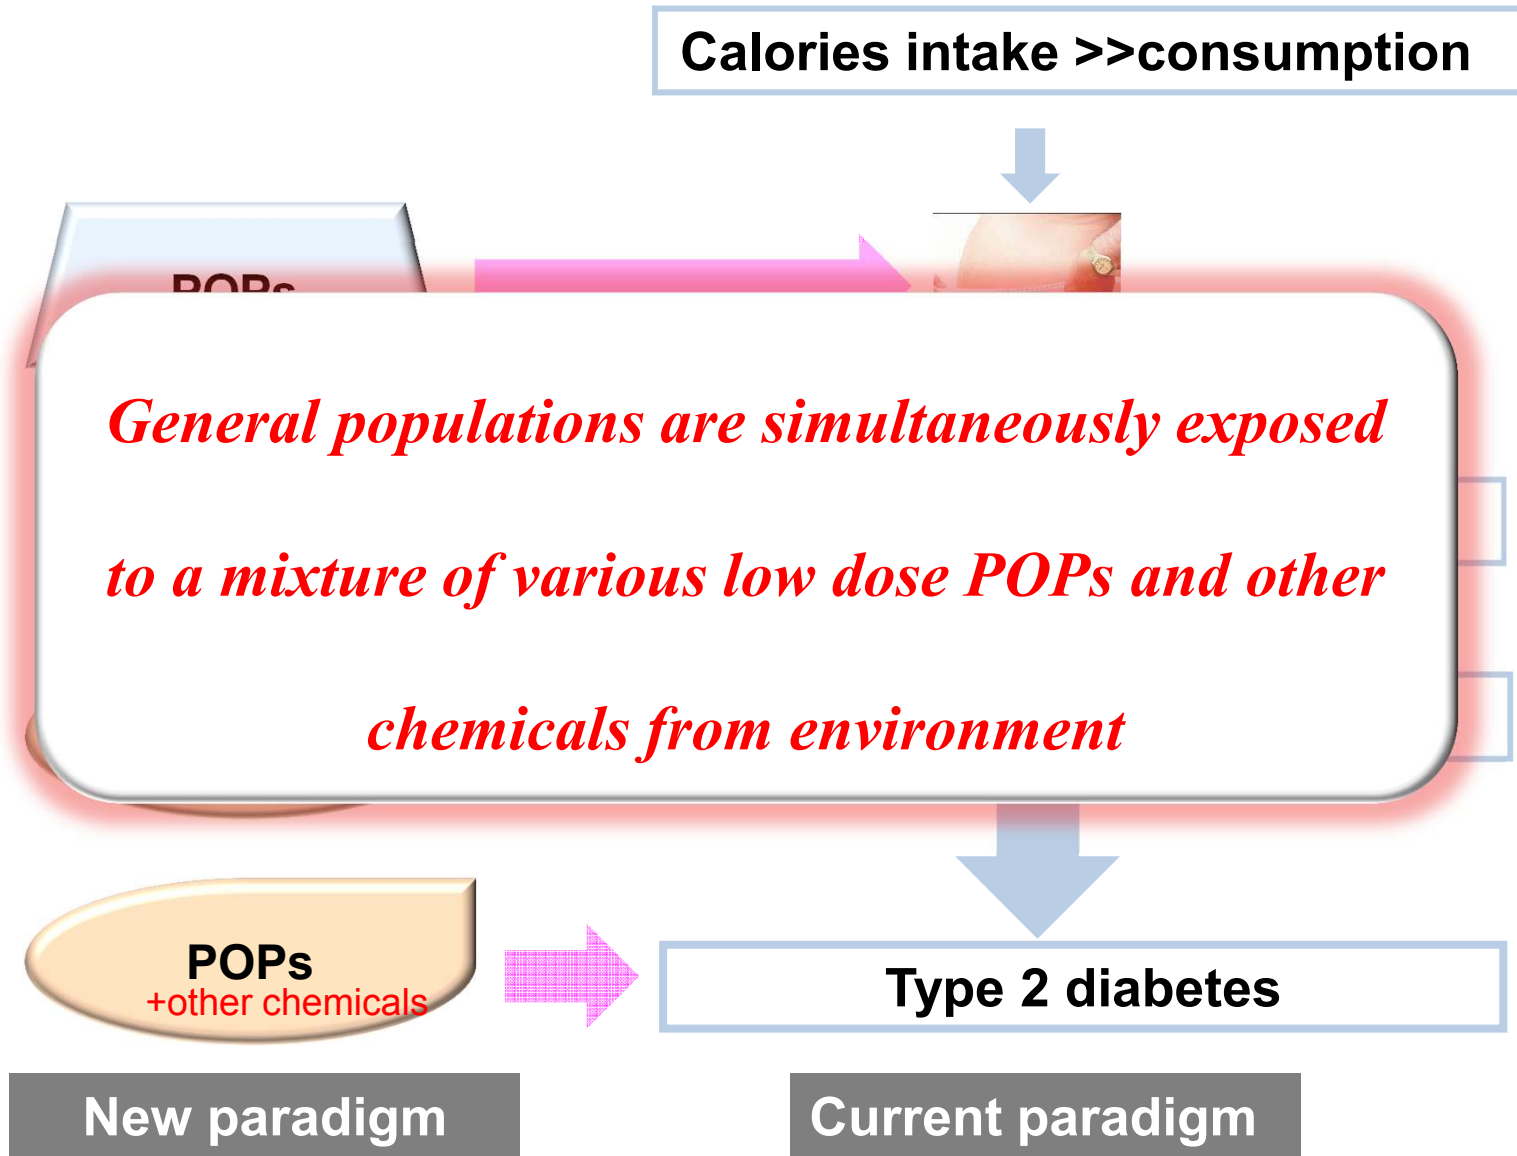 Calories intake >>consumption
POPs
General populations are simultaneously exposed
to a mixture of various low dose POPs and other
chemicals from environment
POPs
+other chemicals
Type 2 diabetes
New paradigm
Current paradigm